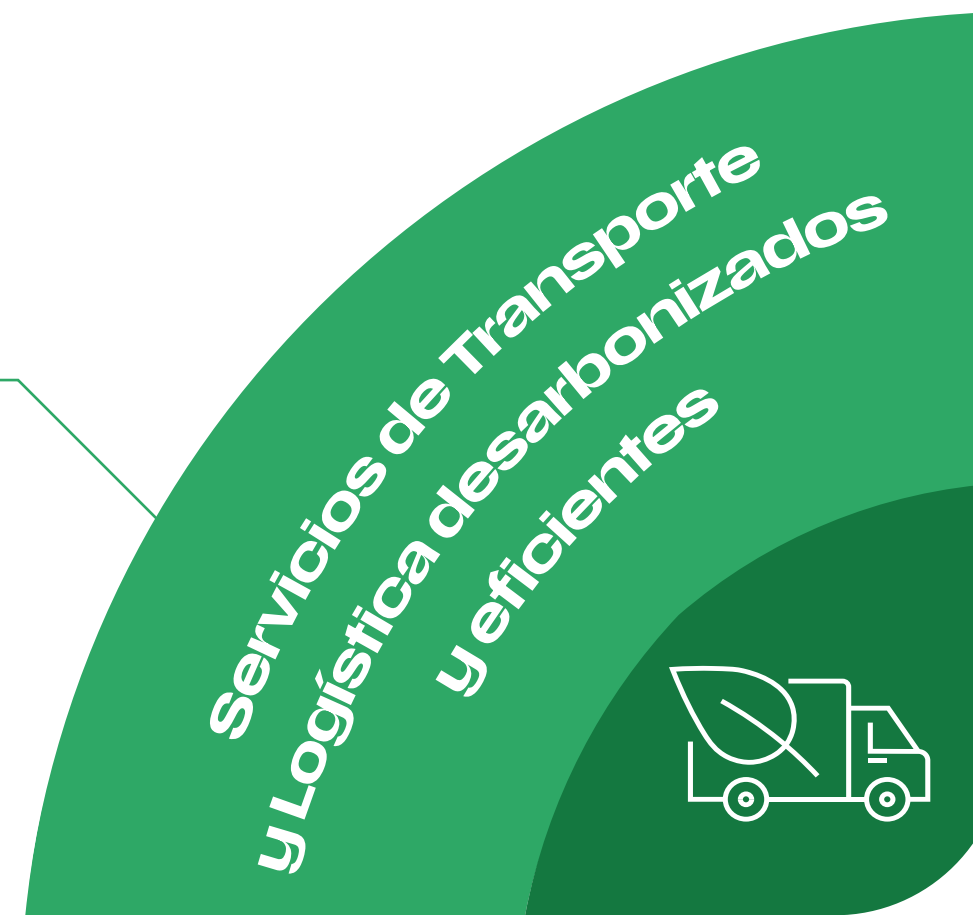 Servicios de Transporte
y Logística desarbonizados
y eficientes